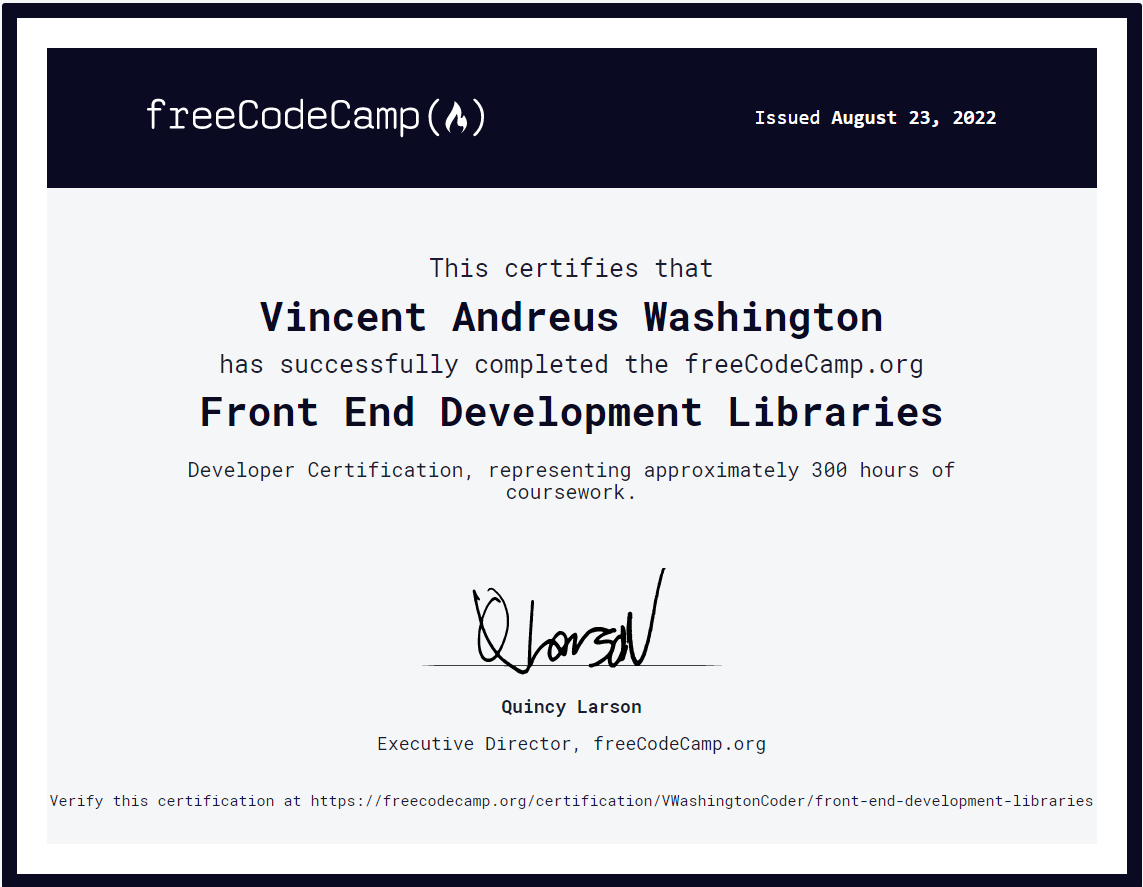 freeCodeCamp(🔥)
Issued August 23, 2022
This certifies that
Vincent Andreus Washington
has successfully completed the freeCodeCamp.org
Front End Development Libraries
Developer Certification, representing approximately 300 hours of
coursework.
Q Larson
Quincy Larson
Executive Director, freeCodeCamp.org
Verify this certification at https://freecodecamp.org/certification/VWashingtonCoder/front-end-development-libraries